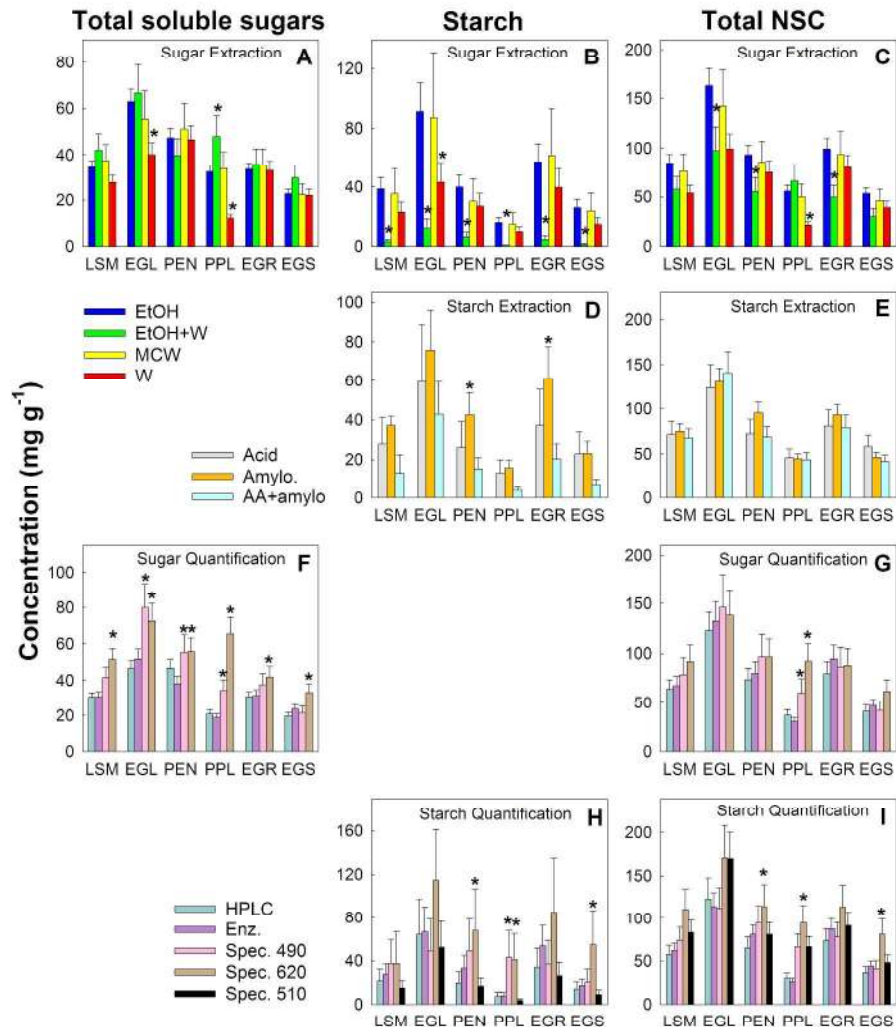 Total soluble sugars Starch Total NSC
Sugar Extraction A
60
40
20
0
LSM EGL PEN PPL EGR EGS
* * *
Sugar Extraction B
120
80
40
0
LSM EGL PEN PPL EGR EGS
* * * * * * *
Sugar Extraction C
200
150
100
50
0
LSM EGL PEN PPL EGR EGS
* * * *
EtOH
EtOH+W
MCW
W
Starch Extraction D
100
80
60
40
20
0
LSM EGL PEN PPL EGR EGS
* *
Starch Extraction E
200
150
100
50
0
LSM EGL PEN PPL EGR EGS
Acid
Amylo.
AA+amylo
Concentration (mg g-1)
Sugar Quantification F
100
80
60
40
20
0
LSM EGL PEN PPL EGR EGS
* * * * * * * * *
Sugar Quantification G
200
150
100
50
0
LSM EGL PEN PPL EGR EGS
* *
Starch Quantification H
160
120
80
40
0
LSM EGL PEN PPL EGR EGS
* * * *
Starch Quantification I
200
150
100
50
0
LSM EGL PEN PPL EGR EGS
* * *
HPLC
Enz.
Spec. 490
Spec. 620
Spec. 510